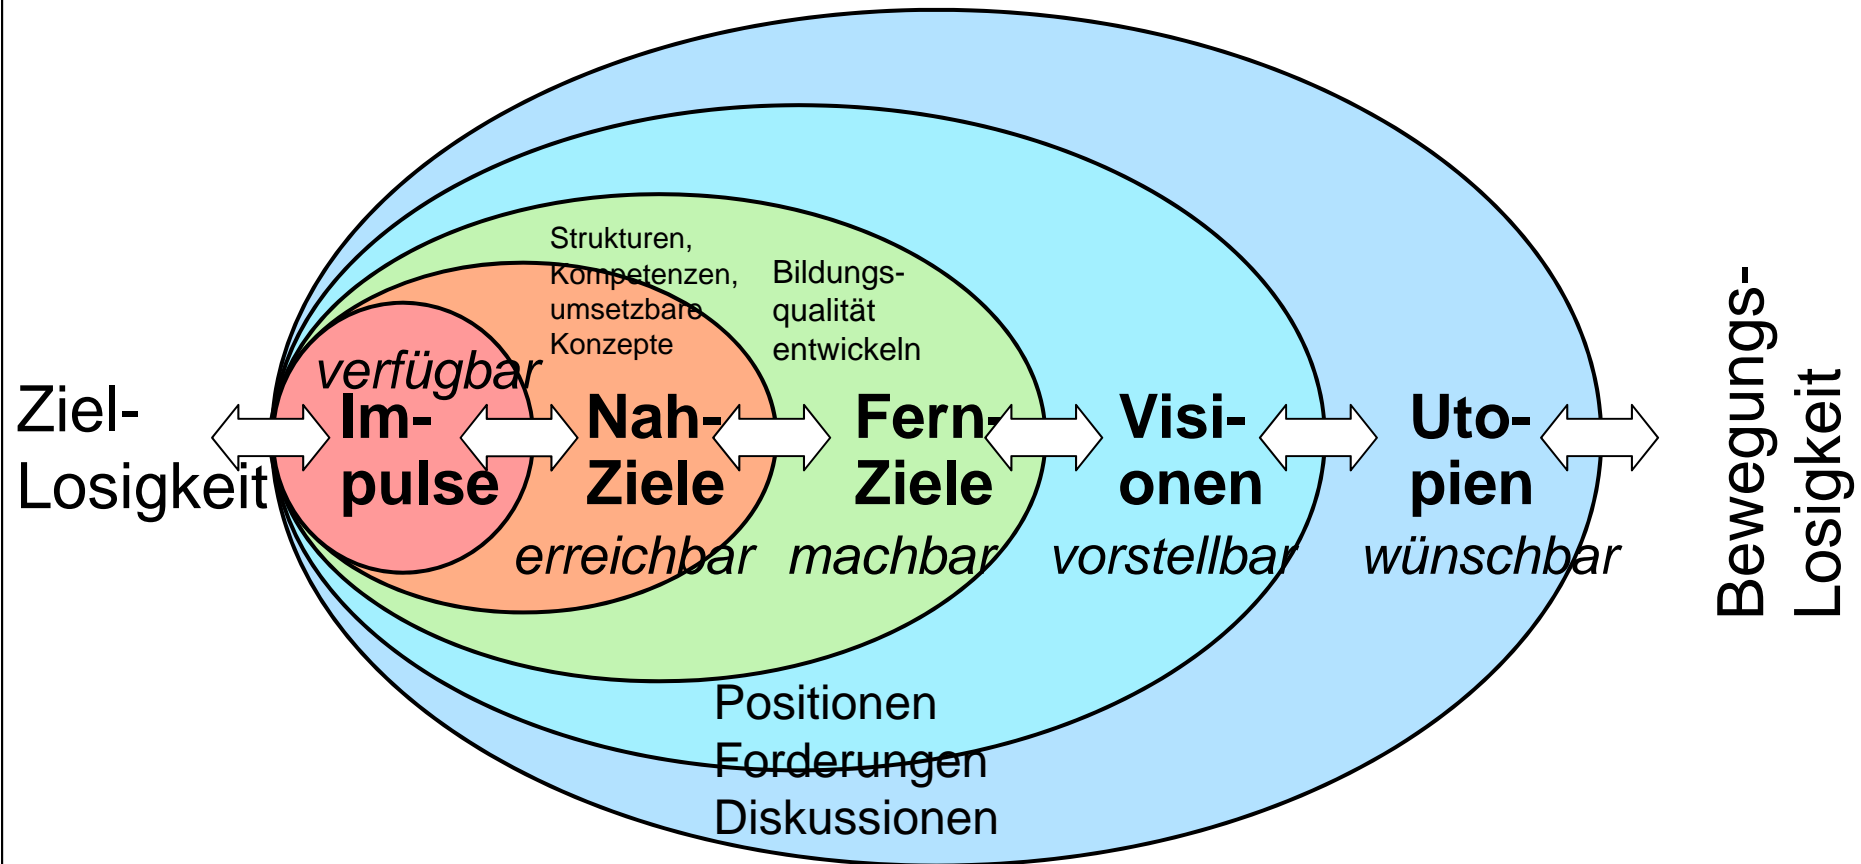 Ziel-
Losigkeit
verfügbar
Im-
pulse
Strukturen,
Kompetenzen,
umsetzbare
Konzepte
Nah-
Ziele
erreichbar
Bildungs-
qualität
entwickeln
Fern-
Ziele
machbar
Visi-
onen
vorstellbar
Uto-
pien
wünschbar
Positionen
Forderungen
Diskussionen
Bewegungs-
Losigkeit